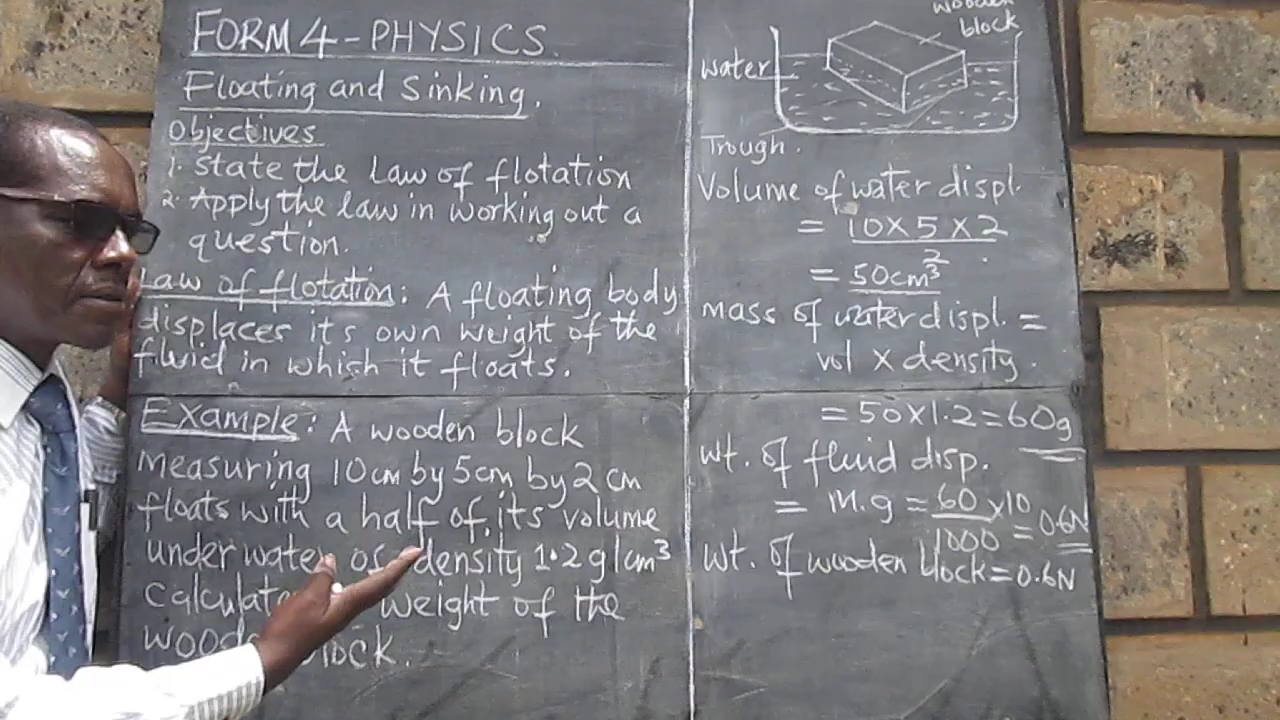 FORM 4 - PHYSICS.
Floating and Sinking.
Objectives
1. State the Law of flotation
2. Apply the law in working out a
question.
Law of flotation: A floating body
displaces its own weight of the
fluid in which it floats.
Example: A wooden block
measuring 10cm by 5cm by 2 cm
floats with a half of its volume
under water of density 1.2g/cm³
Calculate weight of the
block.
wooden
block
water
Trough.
Volume of water displ.
= 10 X 5 X 2
2
= 50cm³
mass of water displ. =
vol x density.
= 50 X 1.2 = 60g
wt. of fluid disp.
= m.g = 60 x10 = 0.6N
1000
wt. of wooden block = 0.6N